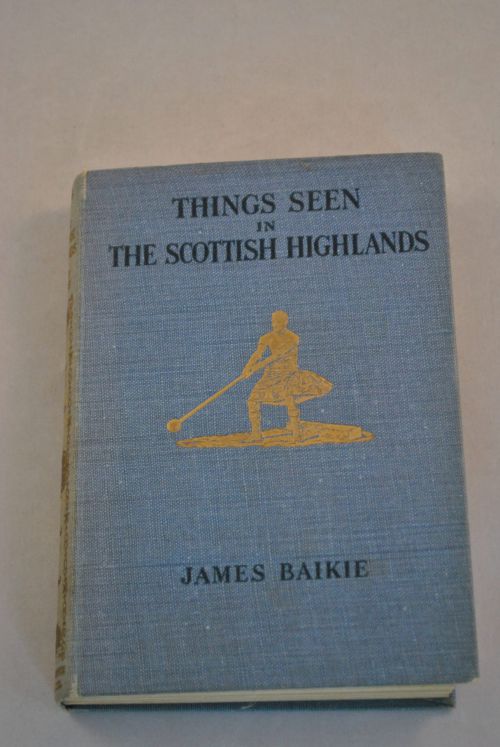 THINGS SEEN
IN
THE SCOTTISH HIGHLANDS
JAMES BAIKIE